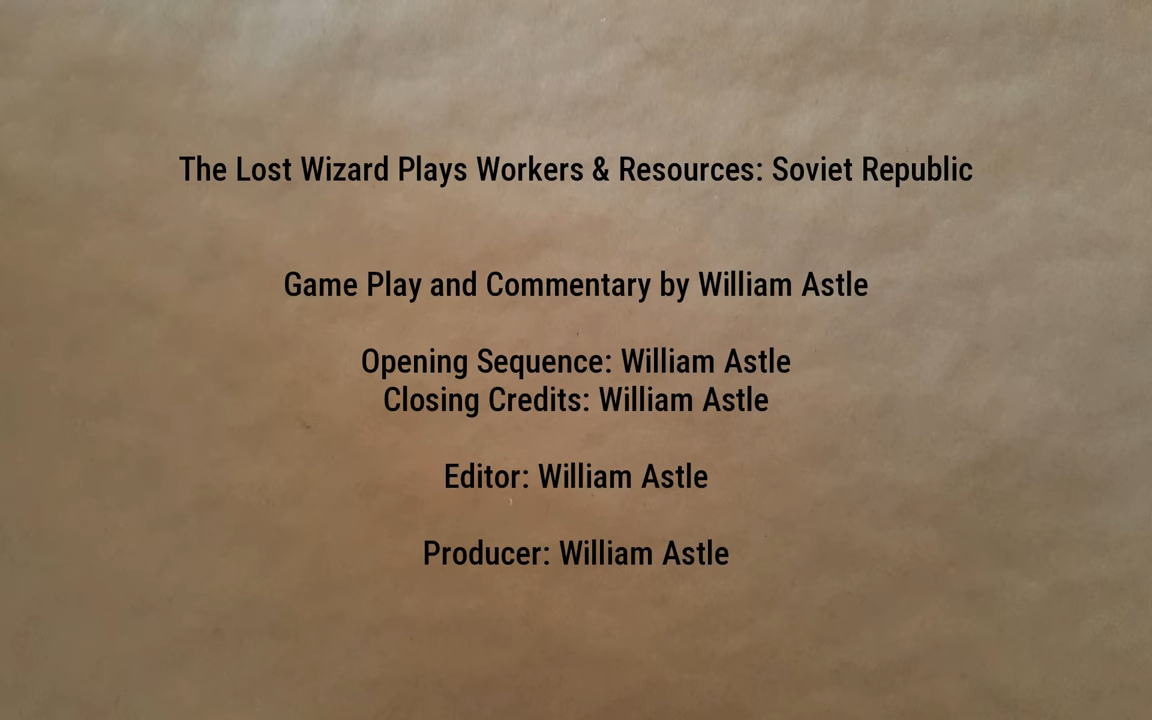 The Lost Wizard Plays Workers & Resources: Soviet Republic
Game Play and Commentary by William Astle
Opening Sequence: William Astle
Closing Credits: William Astle
Editor: William Astle
Producer: William Astle